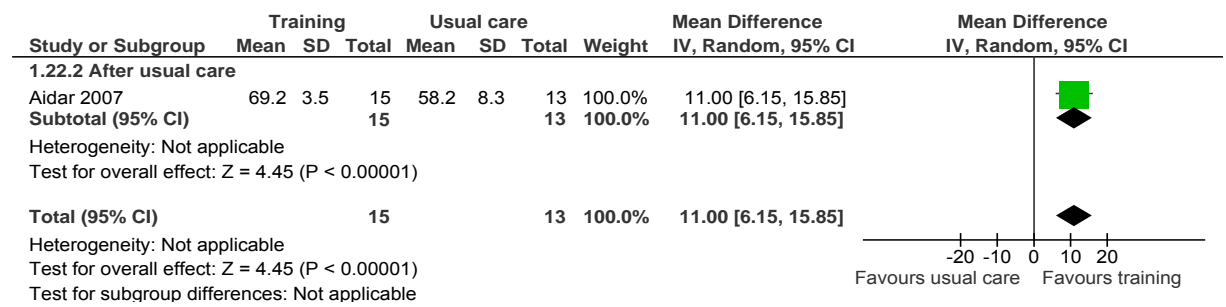 Training Usual care Mean Difference Mean Difference
Study or Subgroup Mean SD Total Mean SD Total Weight IV, Random, 95% CI IV, Random, 95% CI
1.22.2 After usual care
Aidar 2007 69.2 3.5 15 58.2 8.3 13 100.0% 11.00 [6.15, 15.85]
Subtotal (95% CI) 15 13 100.0% 11.00 [6.15, 15.85]
Heterogeneity: Not applicable
Test for overall effect: Z = 4.45 (P < 0.00001)
Total (95% CI) 15 13 100.0% 11.00 [6.15, 15.85]
Heterogeneity: Not applicable
-20 -10 0 10 20
Test for overall effect: Z = 4.45 (P < 0.00001)
Favours usual care Favours training
Test for subgroup differences: Not applicable